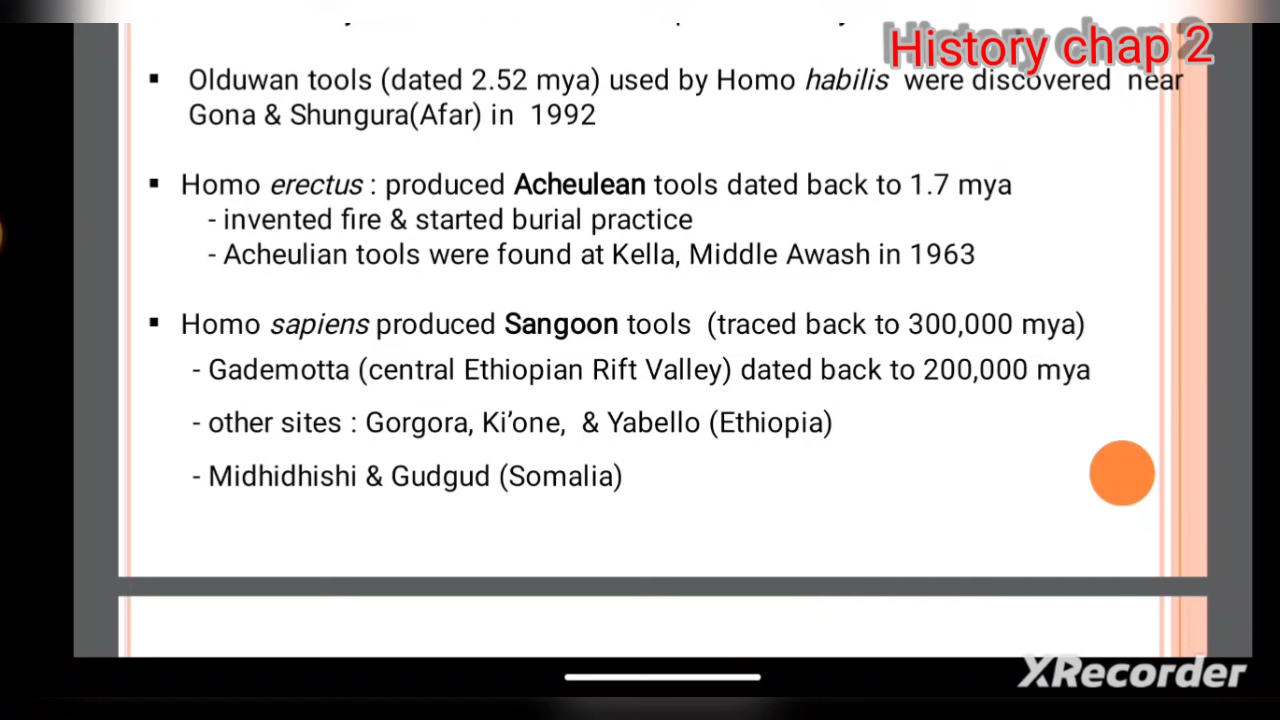 History chap 2
▪ Olduwan tools (dated 2.52 mya) used by Homo habilis were discovered near
Gona & Shungura(Afar) in 1992
▪ Homo erectus : produced Acheulean tools dated back to 1.7 mya
- invented fire & started burial practice
- Acheulian tools were found at Kella, Middle Awash in 1963
▪ Homo sapiens produced Sangoon tools (traced back to 300,000 mya)
- Gademotta (central Ethiopian Rift Valley) dated back to 200,000 mya
- other sites : Gorgora, Ki’one, & Yabello (Ethiopia)
- Midhidhishi & Gudgud (Somalia)
XRecorder